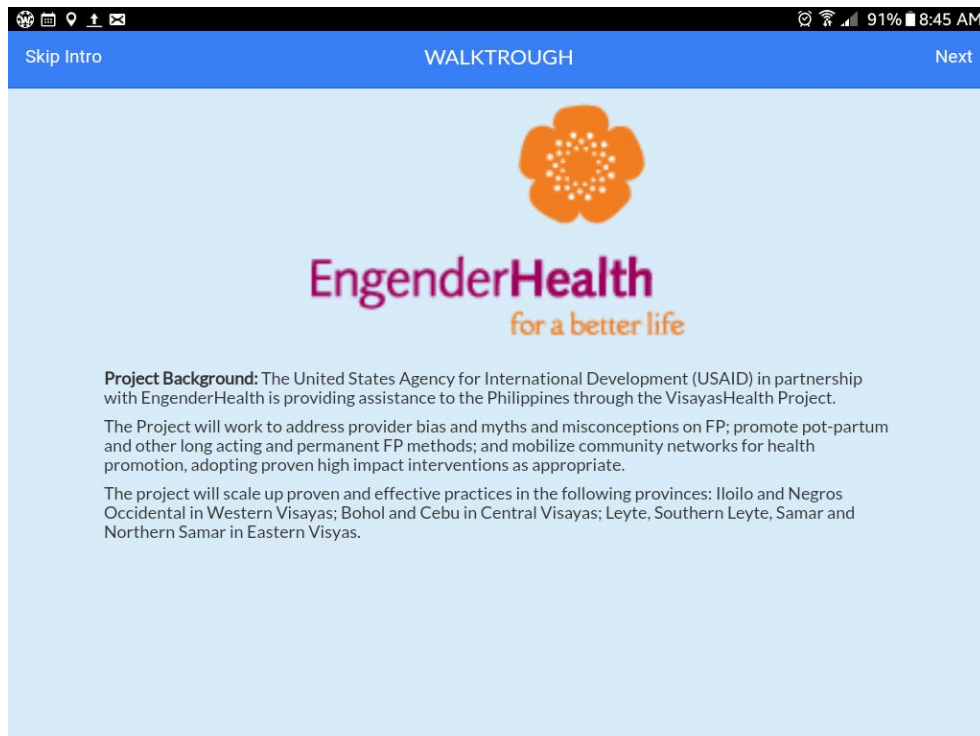 91% 8:45 AM
Skip Intro WALKTROUGH Next
EngenderHealth
for a better life
Project Background: The United States Agency for International Development (USAID) in partnership
with EngenderHealth is providing assistance to the Philippines through the VisayasHealth Project.
The Project will work to address provider bias and myths and misconceptions on FP; promote pot-partum
and other long acting and permanent FP methods; and mobilize community networks for health
promotion, adopting proven high impact interventions as appropriate.
The project will scale up proven and effective practices in the following provinces: Iloilo and Negros
Occidental in Western Visayas; Bohol and Cebu in Central Visayas; Leyte, Southern Leyte, Samar and
Northern Samar in Eastern Visyas.